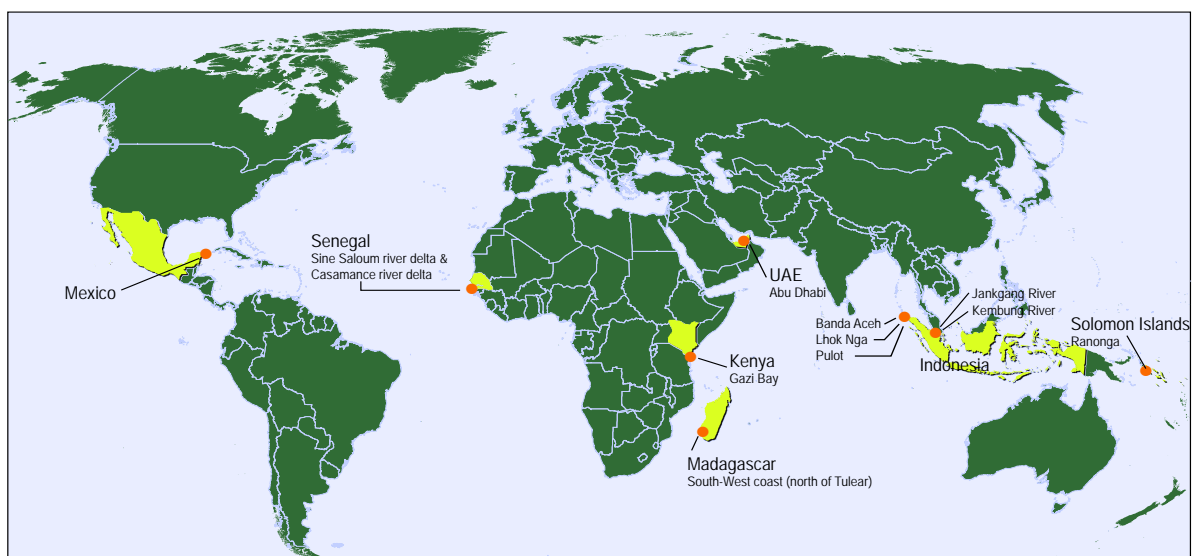 Mexico
Senegal
Sine Saloum river delta &
Casamance river delta
UAE
Abu Dhabi
Kenya
Gazi Bay
Madagascar
South-West coast (north of Tulear)
Banda Aceh
Lhok Nga
Pulot
Jankgang River
Kembung River
Indonesia
Solomon Islands
Ranonga